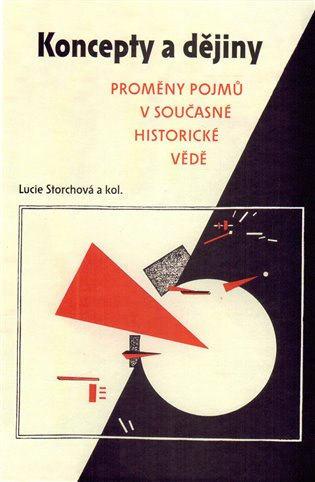 Koncepty a dějiny
PROMĚNY POJMŮ
V SOUČASNÉ
HISTORICKÉ
VĚDĚ
Lucie Storchová a kol.